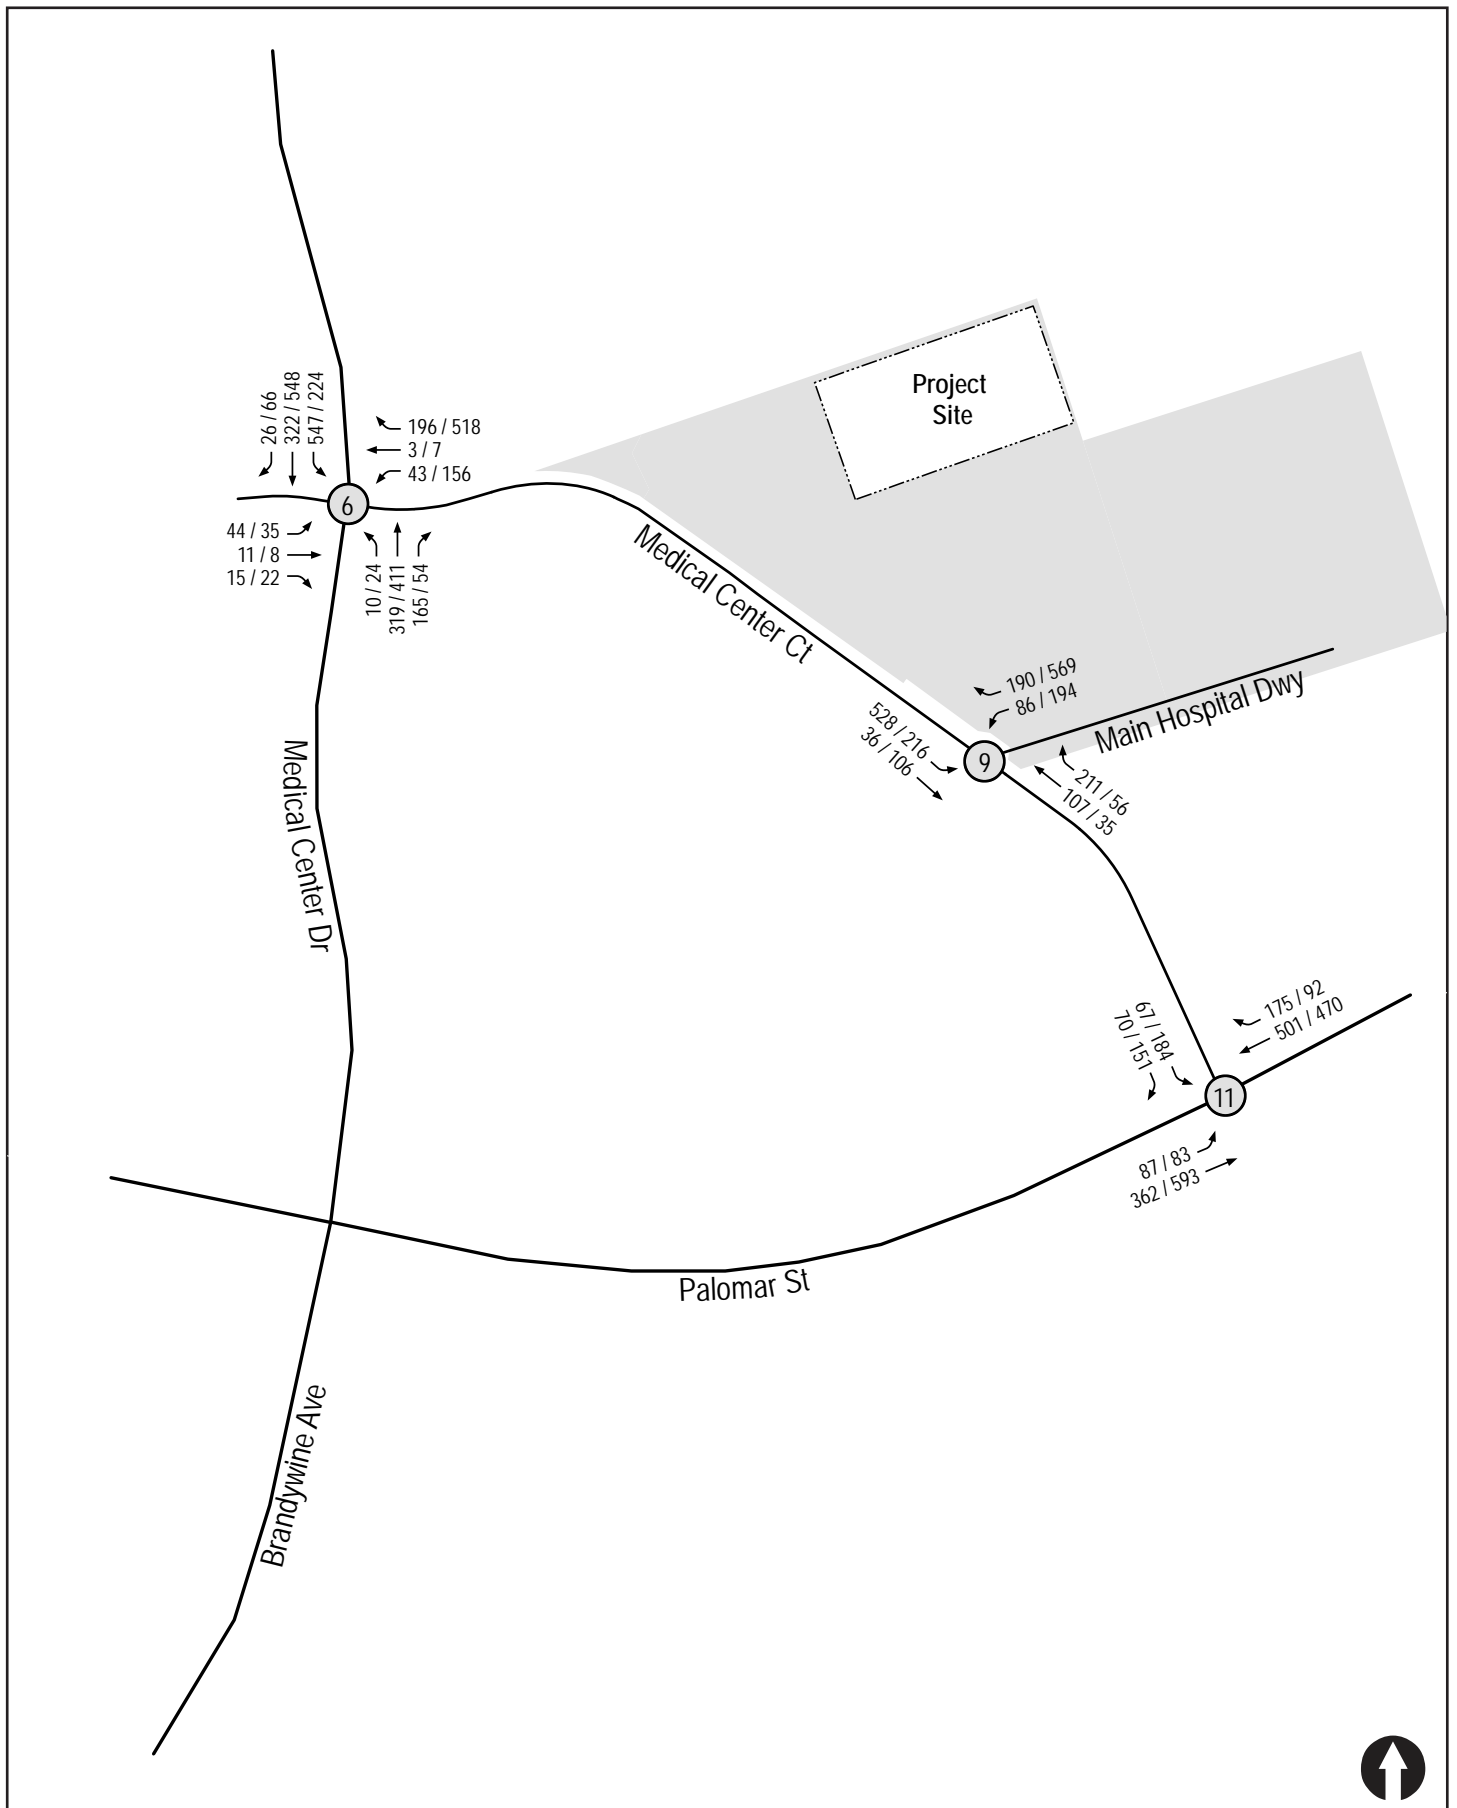 Project
Site
26 / 66
322 / 548
547 / 224
196 / 518
3 / 7
43 / 156
6
44 / 35
11 / 8
15 / 22
10 / 24
319 / 411
165 / 54
Medical Center Ct
190 / 569
86 / 194
Main Hospital Dwy
528 / 216
36 / 106
9
211 / 56
107 / 35
Medical Center Dr
175 / 92
501 / 470
67 / 184
70 / 151
11
87 / 83
362 / 593
Palomar St
Brandywine Ave